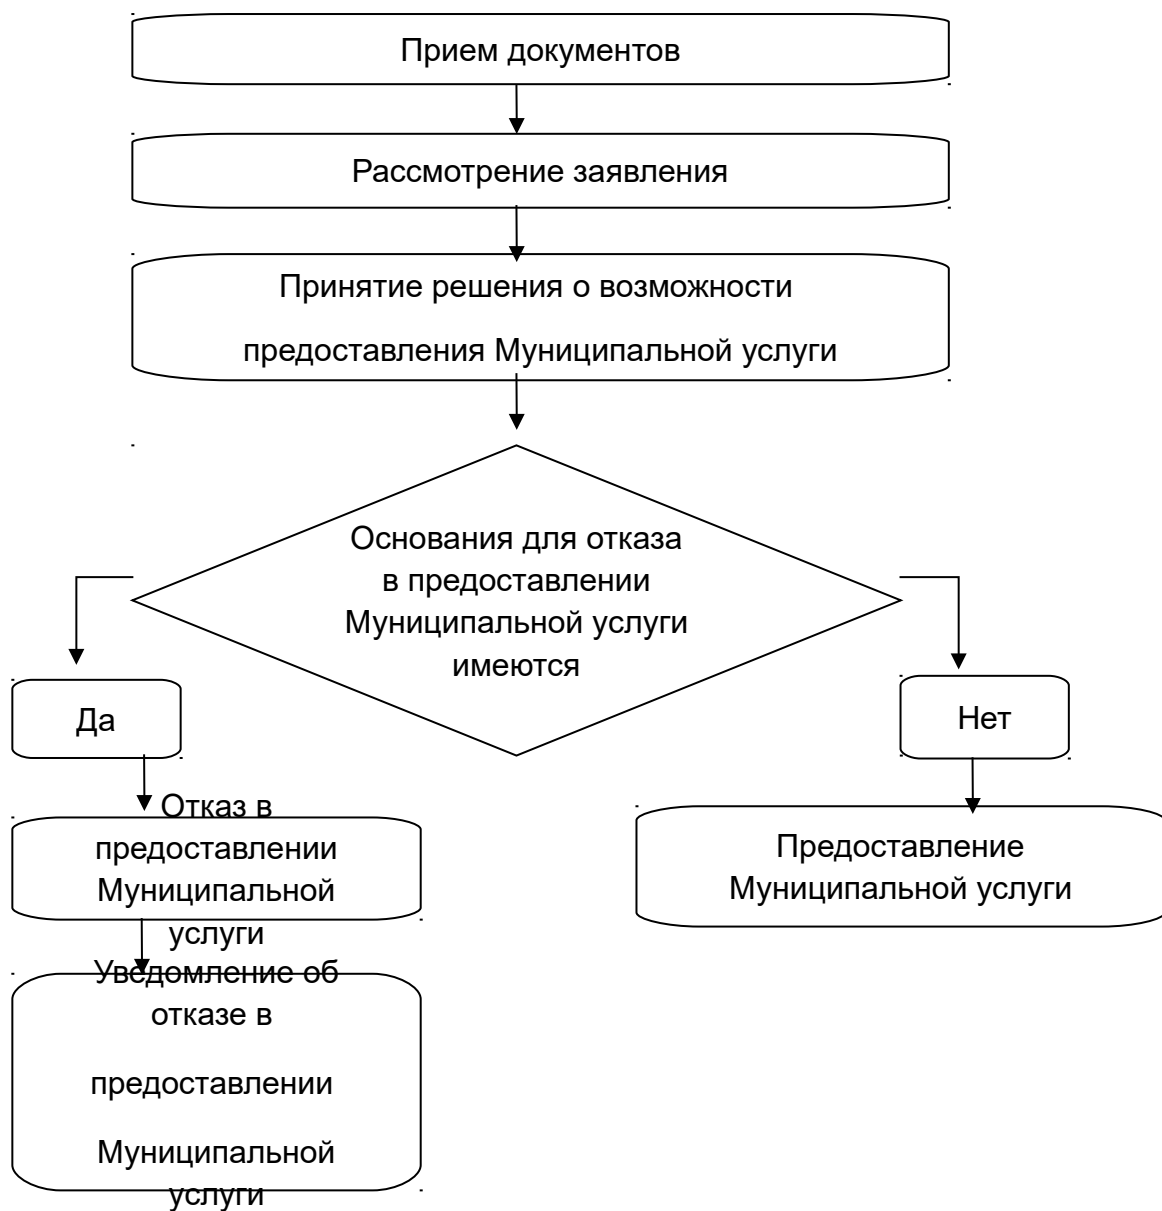 Прием документов
Рассмотрение заявления
Принятие решения о возможности
предоставления Муниципальной услуги
Основания для отказа
в предоставлении
Муниципальной услуги
имеются
Да
Нет
Отказ в
предоставлении
Муниципальной
услуги
Предоставление
Муниципальной услуги
Уведомление об
отказе в
предоставлении
Муниципальной
услуги